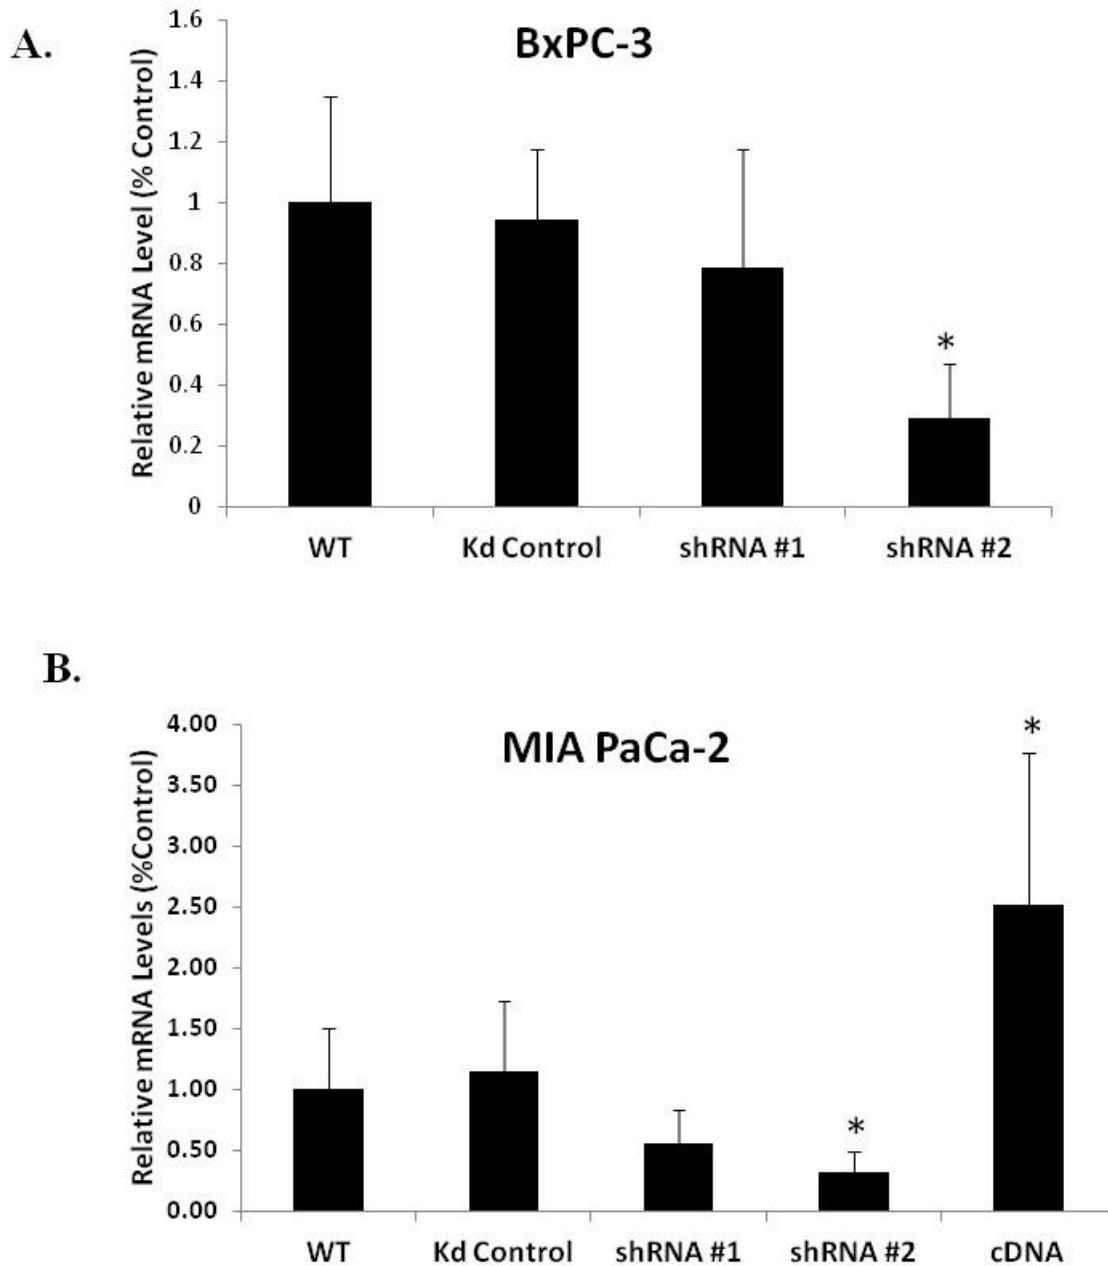 A.
BxPC-3
Relative mRNA Level (% Control)
1.6
1.4
1.2
1
0.8
0.6
0.4
0.2
0
*
WT Kd Control shRNA #1 shRNA #2
B.
MIA PaCa-2
Relative mRNA Levels (%Control)
4.00
3.50
3.00
2.50
2.00
1.50
1.00
0.50
0.00
*
*
WT Kd Control shRNA #1 shRNA #2 cDNA